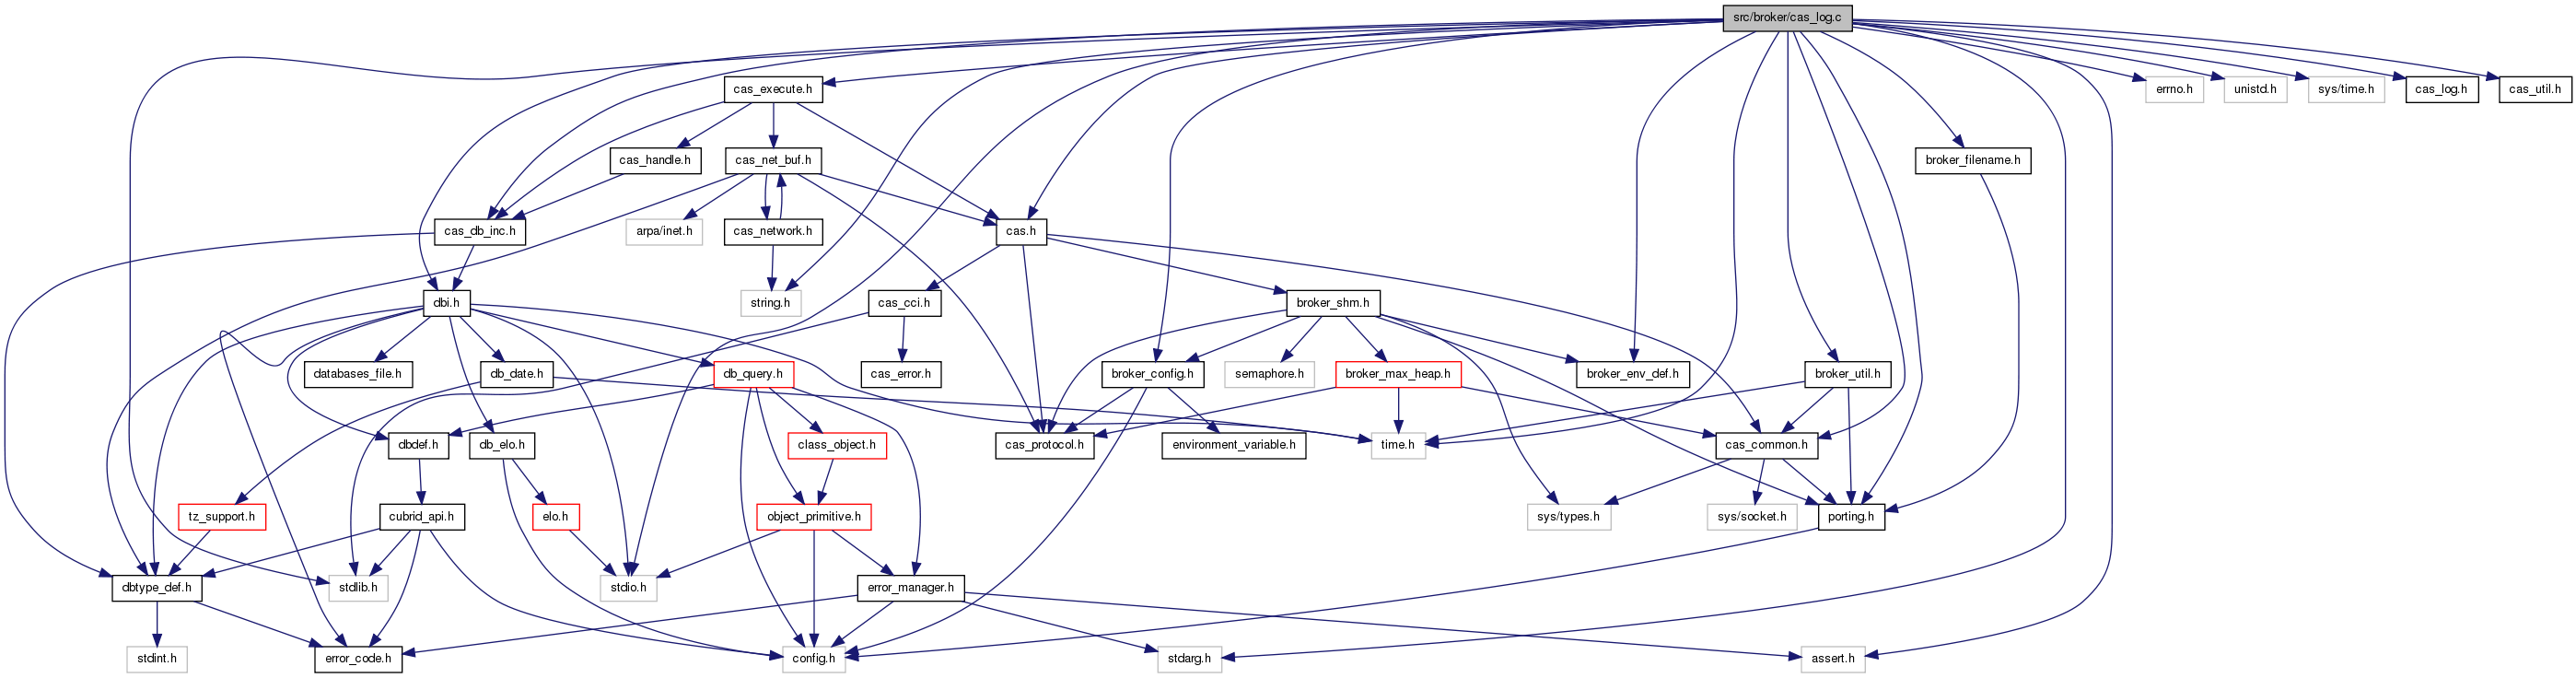 src/broker/cas_log.c
cas_execute.h
errno.h
unistd.h
sys/time.h
cas_log.h
cas_util.h
cas_handle.h
cas_net_buf.h
broker_filename.h
cas_db_inc.h
arpa/inet.h
cas_network.h
cas.h
dbi.h
string.h
cas_cci.h
broker_shm.h
databases_file.h
db_date.h
db_query.h
cas_error.h
broker_config.h
semaphore.h
broker_max_heap.h
broker_env_def.h
broker_util.h
dbdef.h
db_elo.h
class_object.h
cas_protocol.h
environment_variable.h
time.h
cas_common.h
tz_support.h
cubrid_api.h
elo.h
object_primitive.h
sys/types.h
sys/socket.h
porting.h
dbtype_def.h
stdlib.h
stdio.h
error_manager.h
stdint.h
error_code.h
config.h
stdarg.h
assert.h